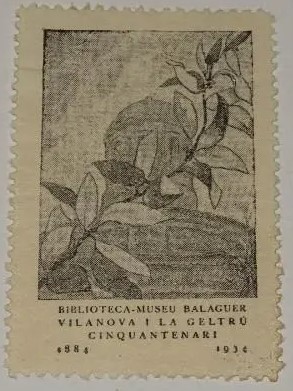 BIBLIOTECA-MUSEU BALAGUER
VILANOVA I LA GELTRÚ
CINQUANTENARI
1884 1934